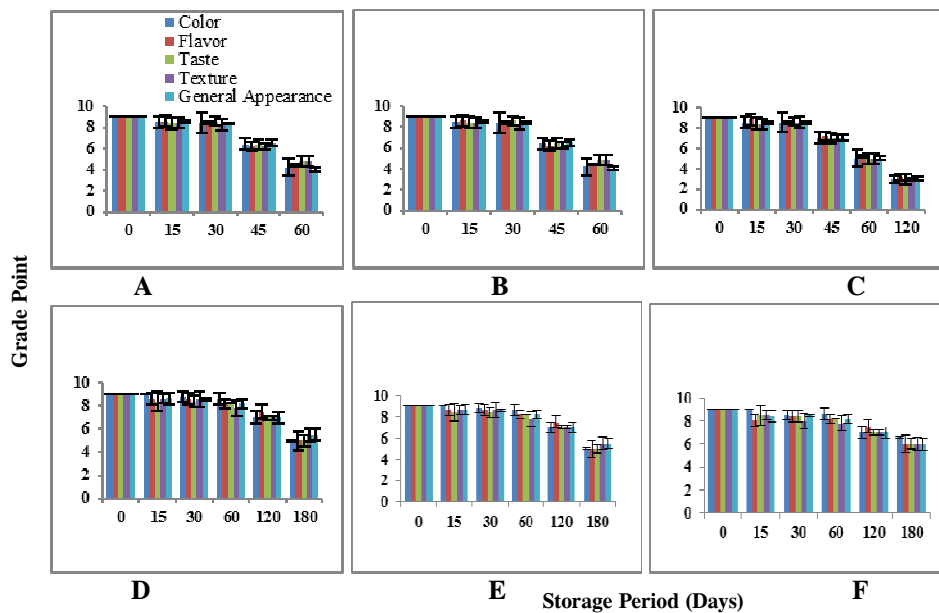 Color
Flavor
Taste
Texture
General Appearance
10
8
6
4
2
0
0 15 30 45 60
A
10
8
6
4
2
0
0 15 30 45 60
B
10
8
6
4
2
0
0 15 30 45 60 120
C
Grade Point
10
8
6
4
2
0
0 15 30 60 120 180
D
10
8
6
4
2
0
0 15 30 60 120 180
E
10
8
6
4
2
0
0 15 30 60 120 180
F
Storage Period (Days)